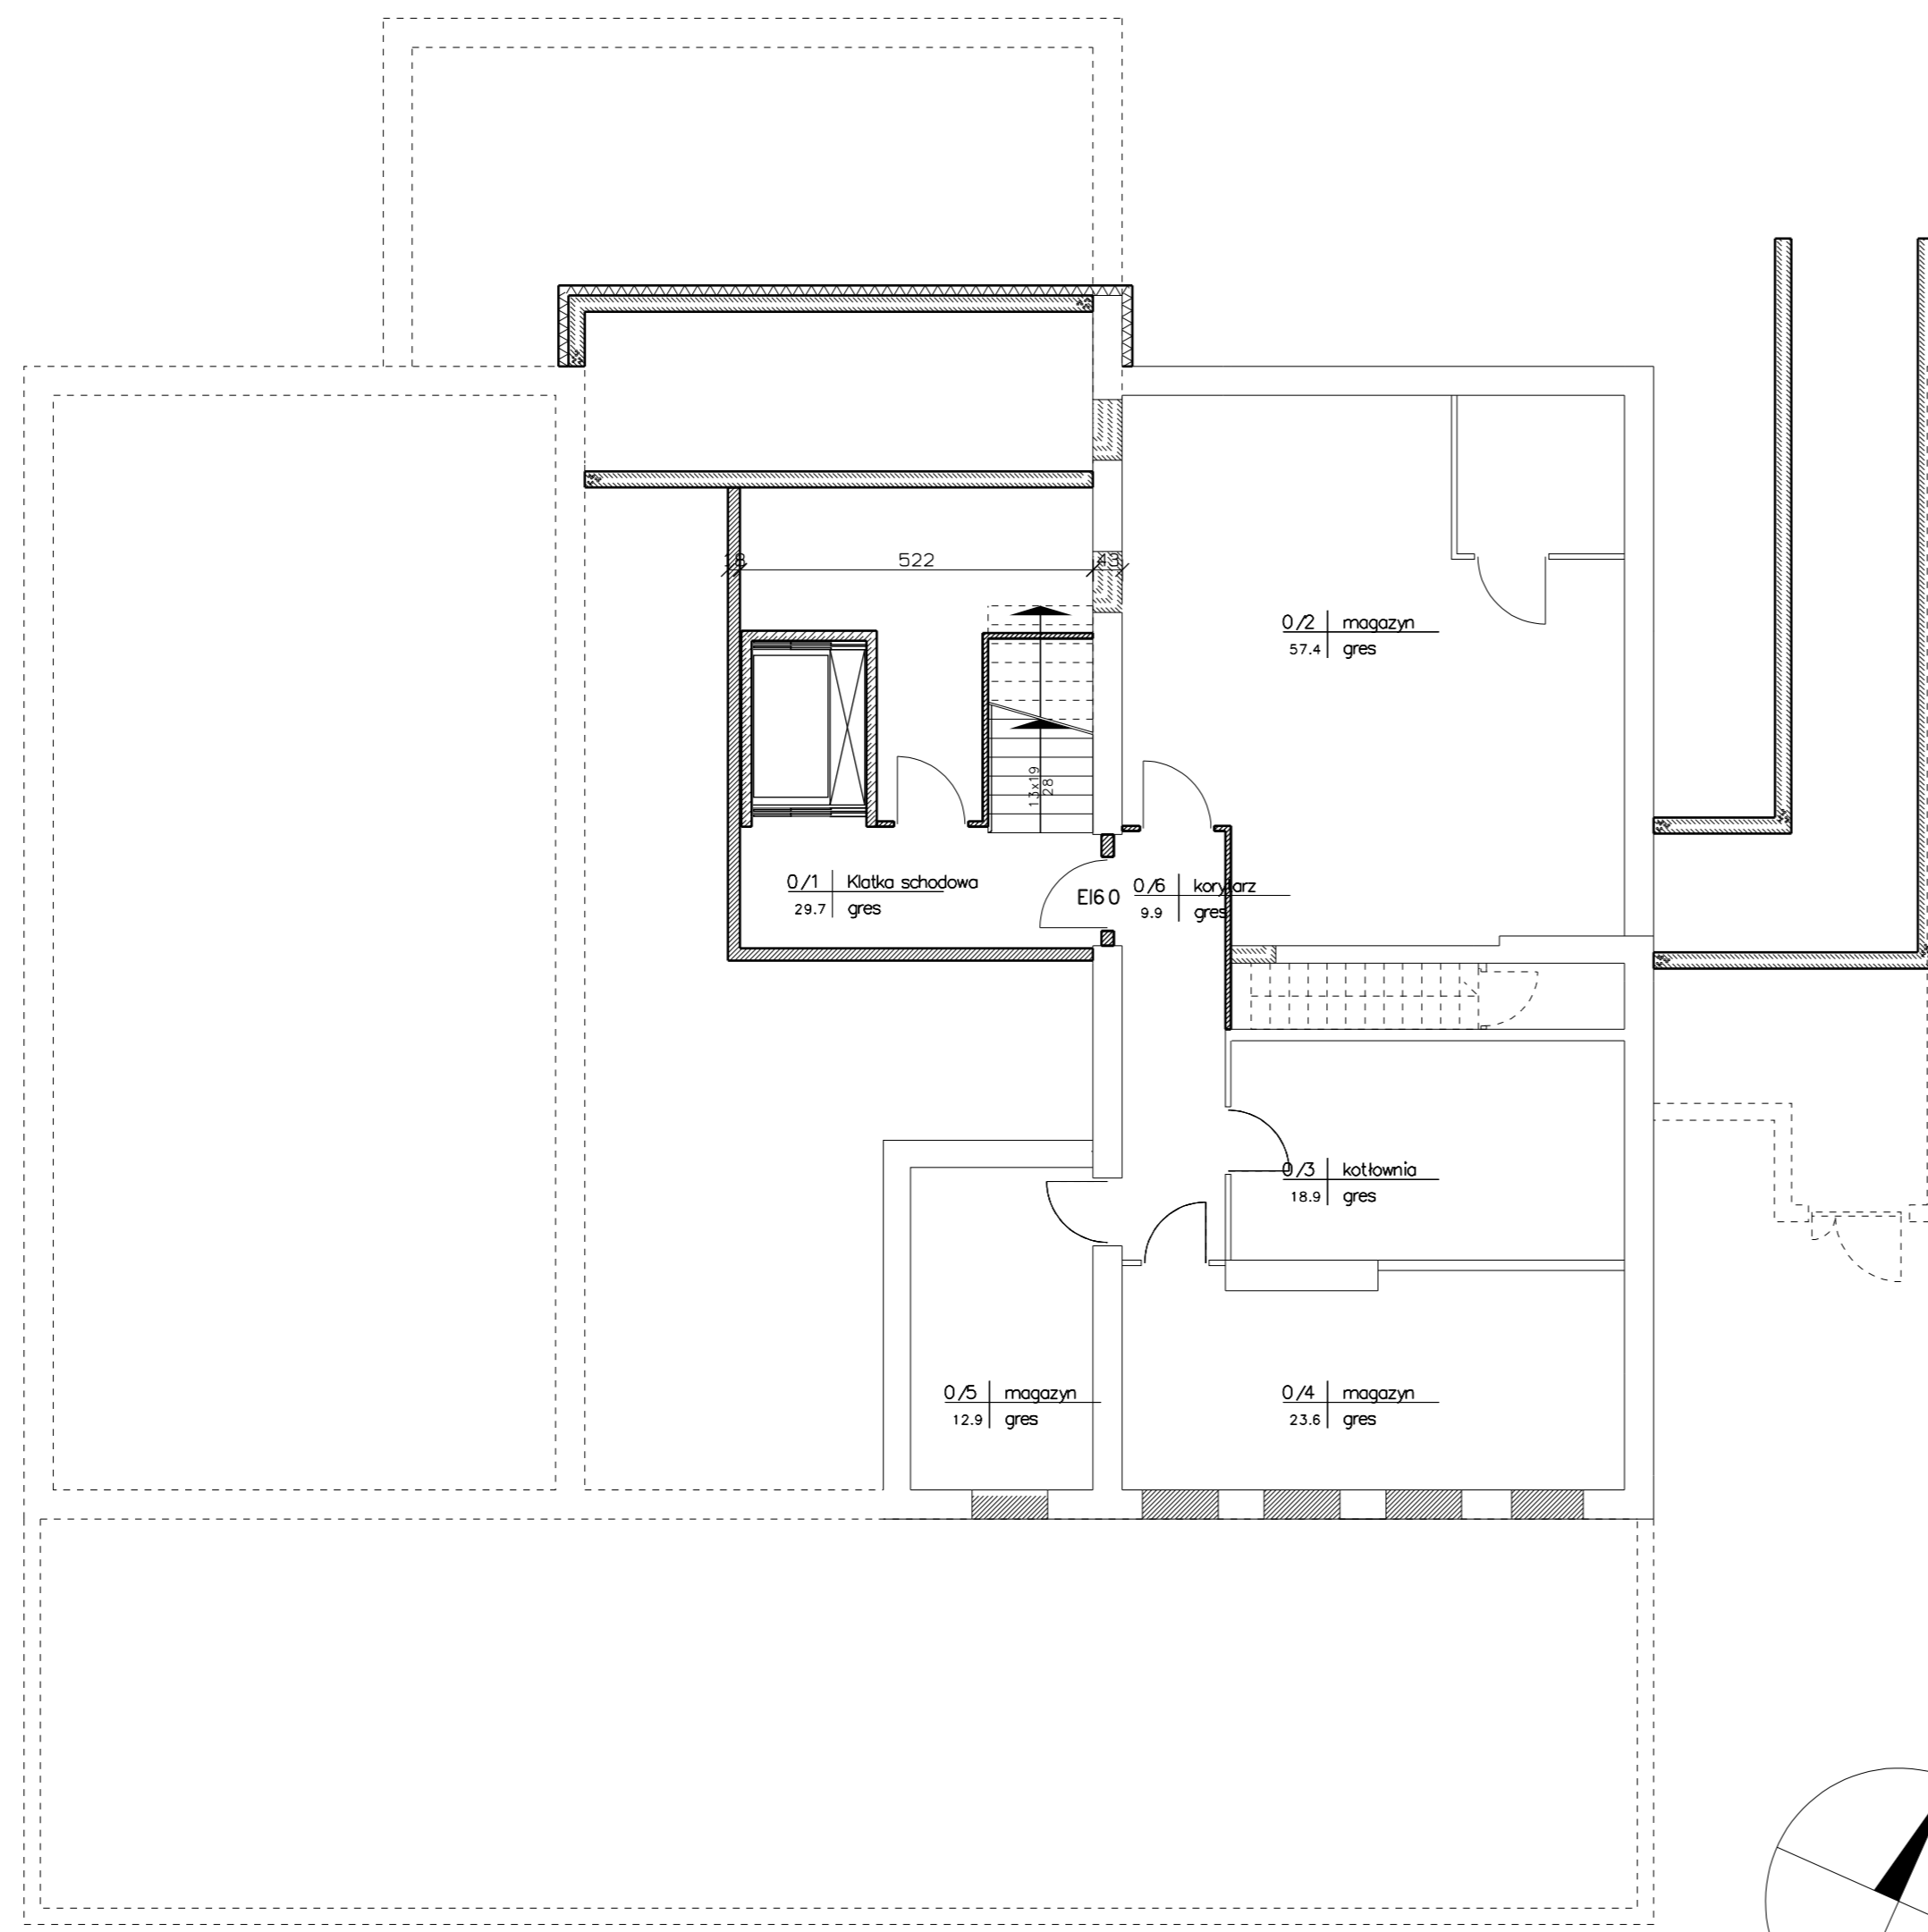 18 522 43
0/2 magazyn
57.4 gres
13x19
28
0/1 Klatka schodowa
29.7 gres
EI60
0/6 korytarz
9.9 gres
0/3 kotłownia
18.9 gres
0/5 magazyn
12.9 gres
0/4 magazyn
23.6 gres